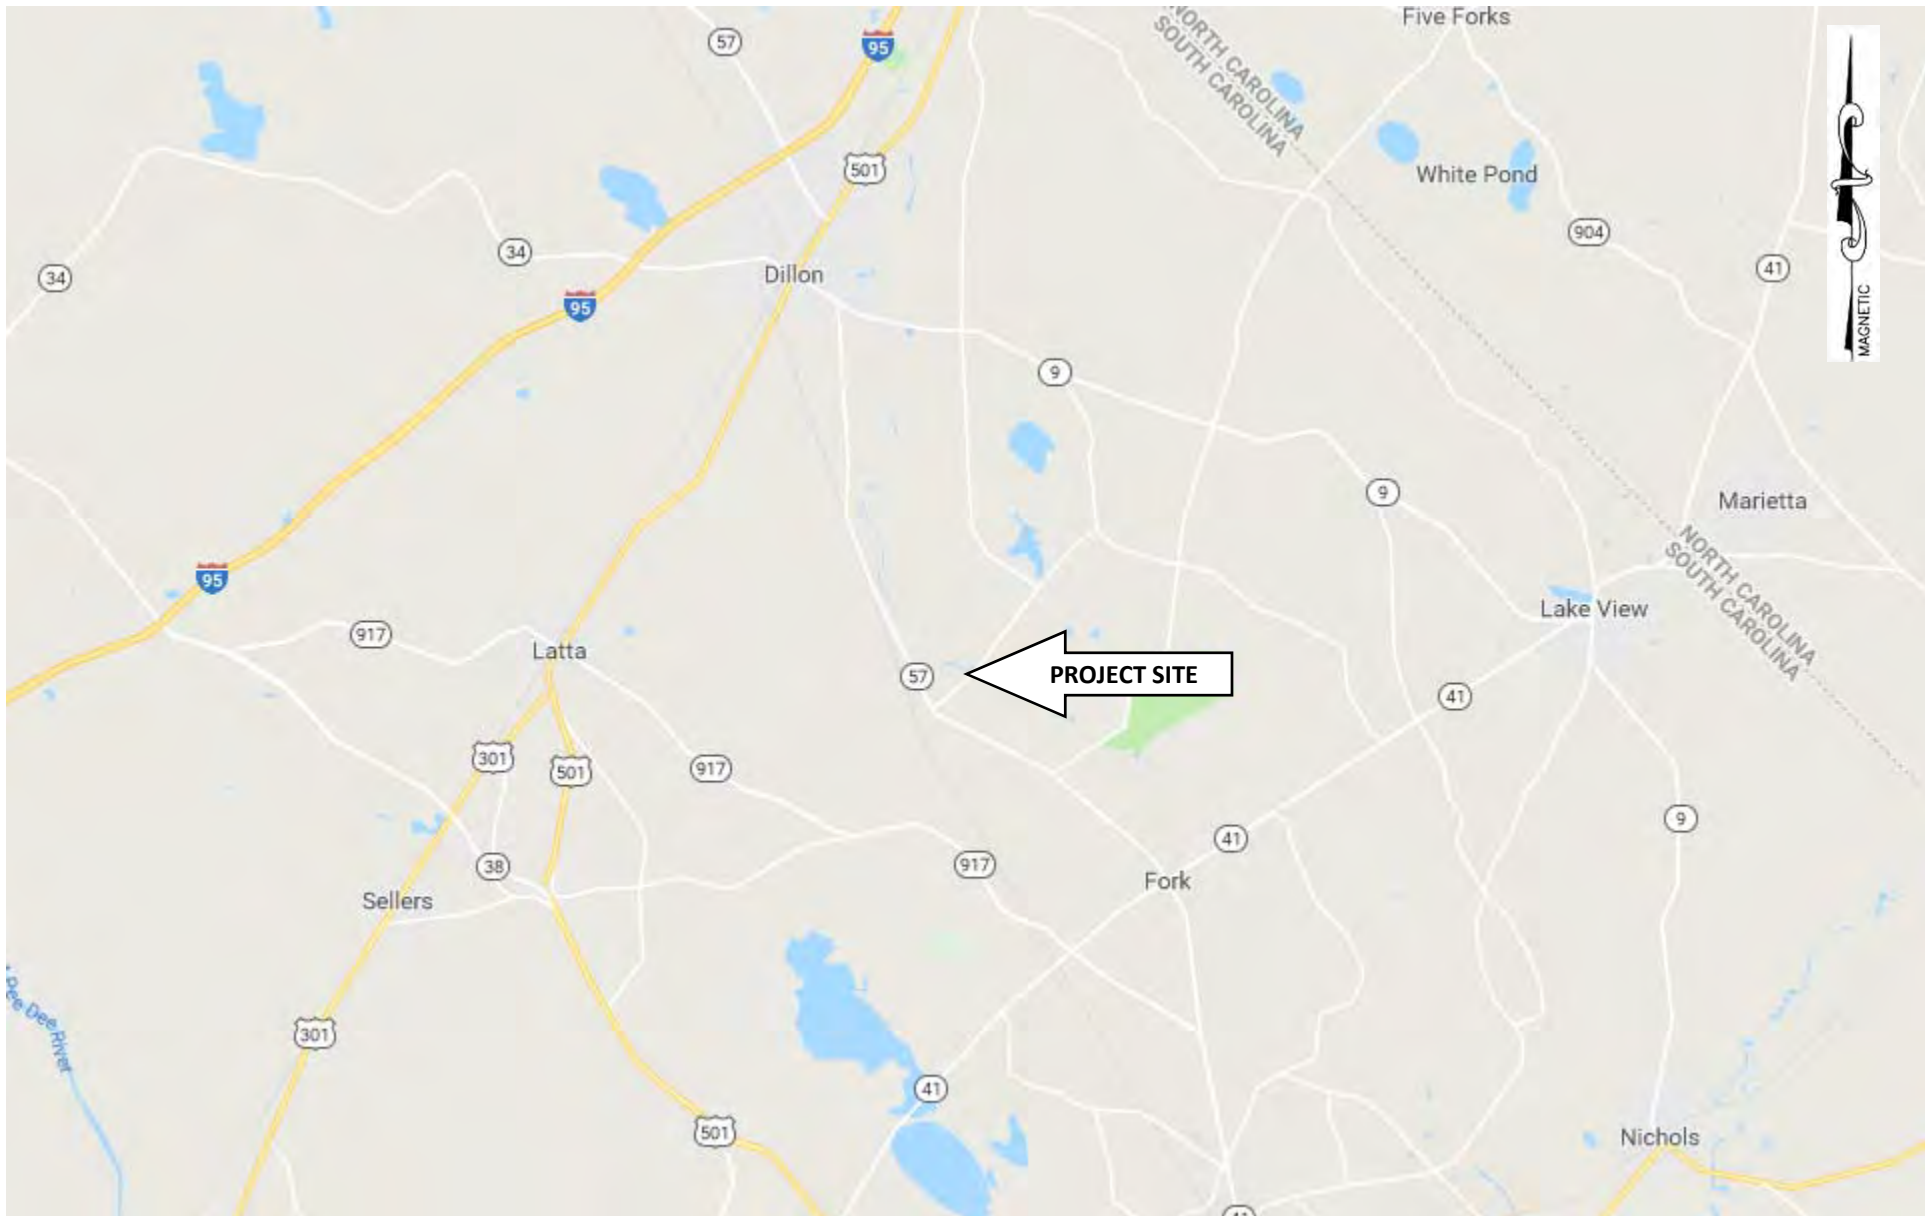 57
95
NORTH CAROLINA
SOUTH CAROLINA
Five Forks
501
White Pond
904
34
34
Dillon
41
95
MAGNETIC
9
9
Marietta
NORTH CAROLINA
SOUTH CAROLINA
95
Lake View
917
Latta
57
PROJECT SITE
41
301
501
917
9
41
38
917
Fork
Sellers
Pee Dee River
301
41
501
Nichols
41